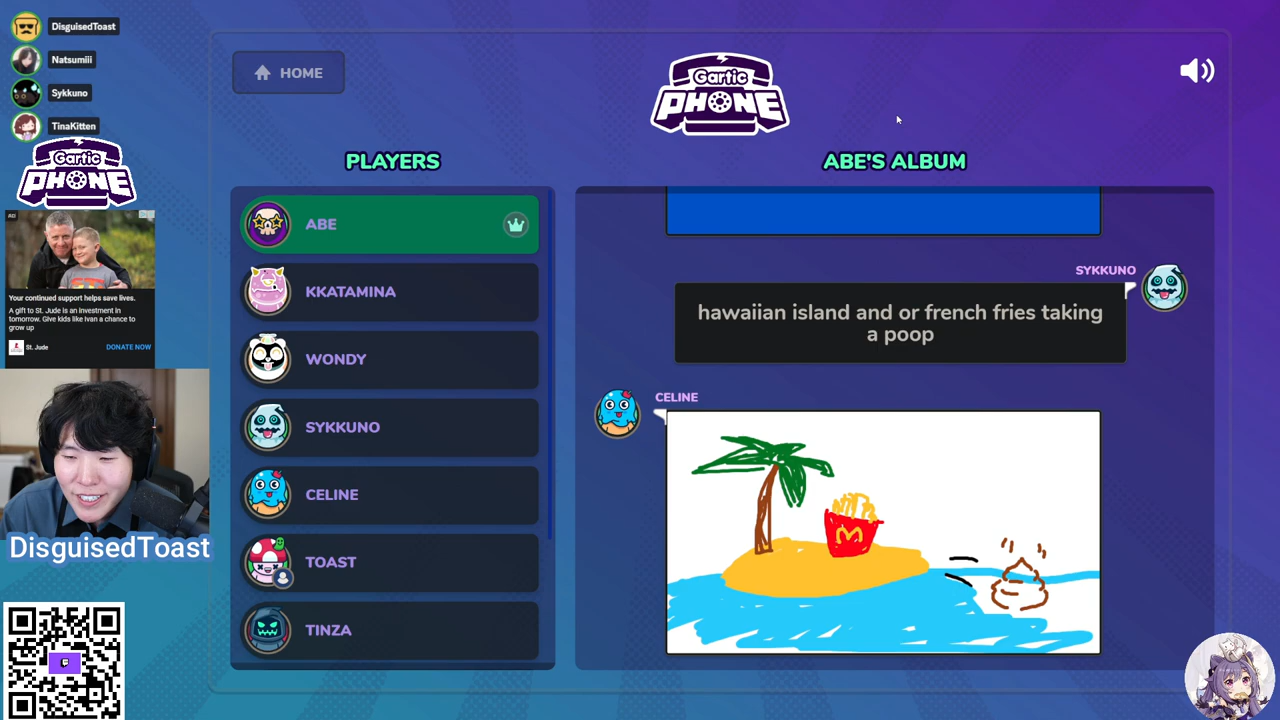 DisguisedToast
Natsumiii
Sykkuno
TinaKitten
Gartic
PHONE
AD
Your continued support helps save lives.
A gift to St. Jude is an investment in
tomorrow. Give kids like Ivan a chance to
grow up
St. Jude
DONATE NOW
DisguisedToast
HOME
Gartic
PHONE
PLAYERS
ABE
KKATAMINA
WONDY
SYKKUNO
CELINE
TOAST
TINZA
ABE'S ALBUM
SYKKUNO
hawaiian island and or french fries taking
a poop
CELINE
M